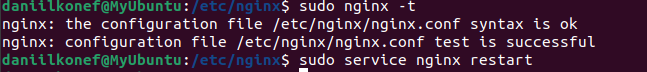 daniilkonef@MyUbuntu:/etc/nginx$ sudo nginx -t
nginx: the configuration file /etc/nginx/nginx.conf syntax is ok
nginx: configuration file /etc/nginx/nginx.conf test is successful
daniilkonef@MyUbuntu:/etc/nginx$ sudo service nginx restart